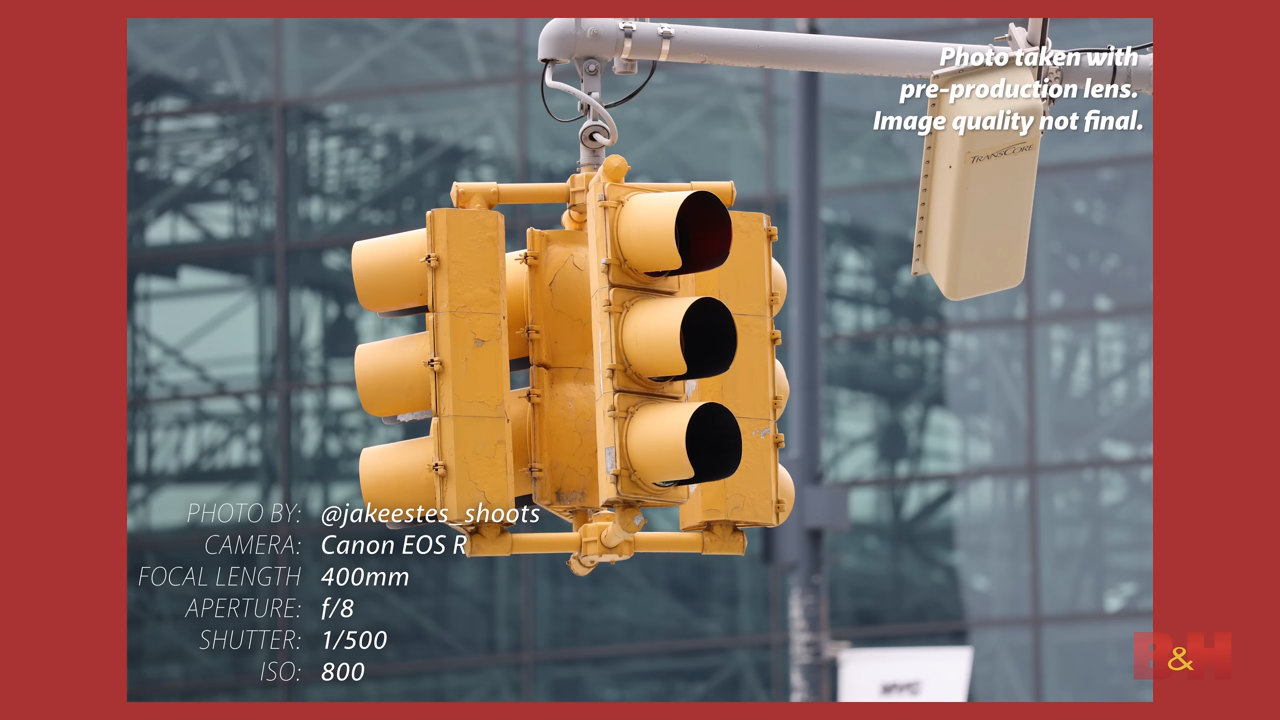 Photo taken with
pre-production lens.
Image quality not final.
TRANSCORE
PHOTO BY: @jakeestes_shoots
CAMERA: Canon EOS R
FOCAL LENGTH 400mm
APERTURE: f/8
SHUTTER: 1/500
ISO: 800
B&H